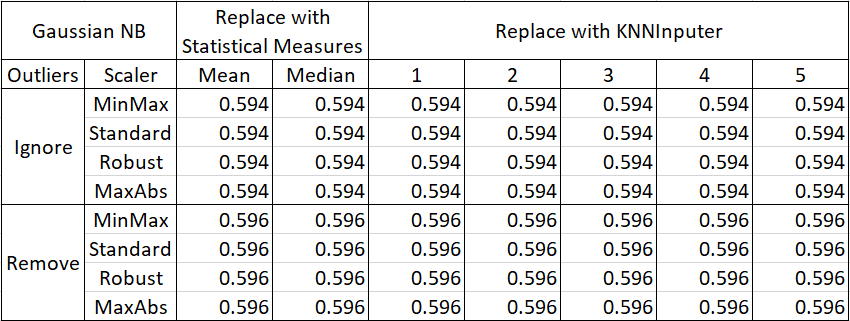 Gaussian NB Replace with Statistical Measures Replace with KNNInputer
Outliers Scaler Mean Median 1 2 3 4 5
Ignore MinMax 0.594 0.594 0.594 0.594 0.594 0.594 0.594
Standard 0.594 0.594 0.594 0.594 0.594 0.594 0.594
Robust 0.594 0.594 0.594 0.594 0.594 0.594 0.594
MaxAbs 0.594 0.594 0.594 0.594 0.594 0.594 0.594
Remove MinMax 0.596 0.596 0.596 0.596 0.596 0.596 0.596
Standard 0.596 0.596 0.596 0.596 0.596 0.596 0.596
Robust 0.596 0.596 0.596 0.596 0.596 0.596 0.596
MaxAbs 0.596 0.596 0.596 0.596 0.596 0.596 0.596